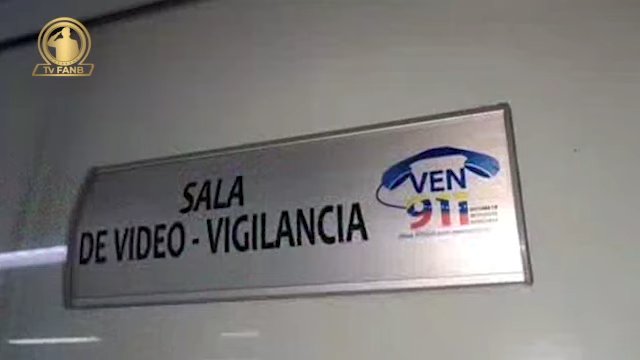 TV FANB
SALA
DE VIDEO - VIGILANCIA
VEN
911